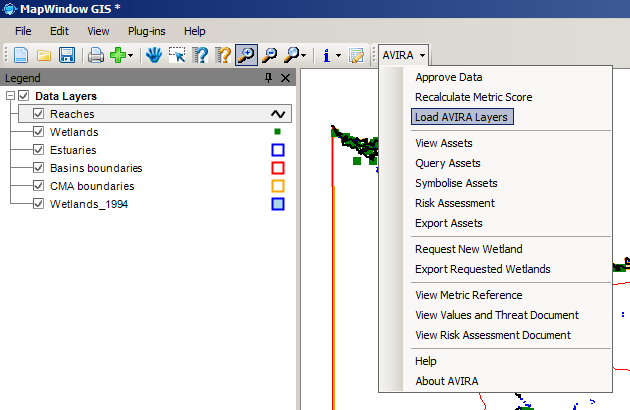 MapWindow GIS *
File Edit View Plug-ins Help
AVIRA
Legend
Data Layers
Reaches
Wetlands
Estuaries
Basins boundaries
CMA boundaries
Wetlands_1994
Approve Data
Recalculate Metric Score
Load AVIRA Layers
View Assets
Query Assets
Symbolise Assets
Risk Assessment
Export Assets
Request New Wetland
Export Requested Wetlands
View Metric Reference
View Values and Threat Document
View Risk Assessment Document
Help
About AVIRA